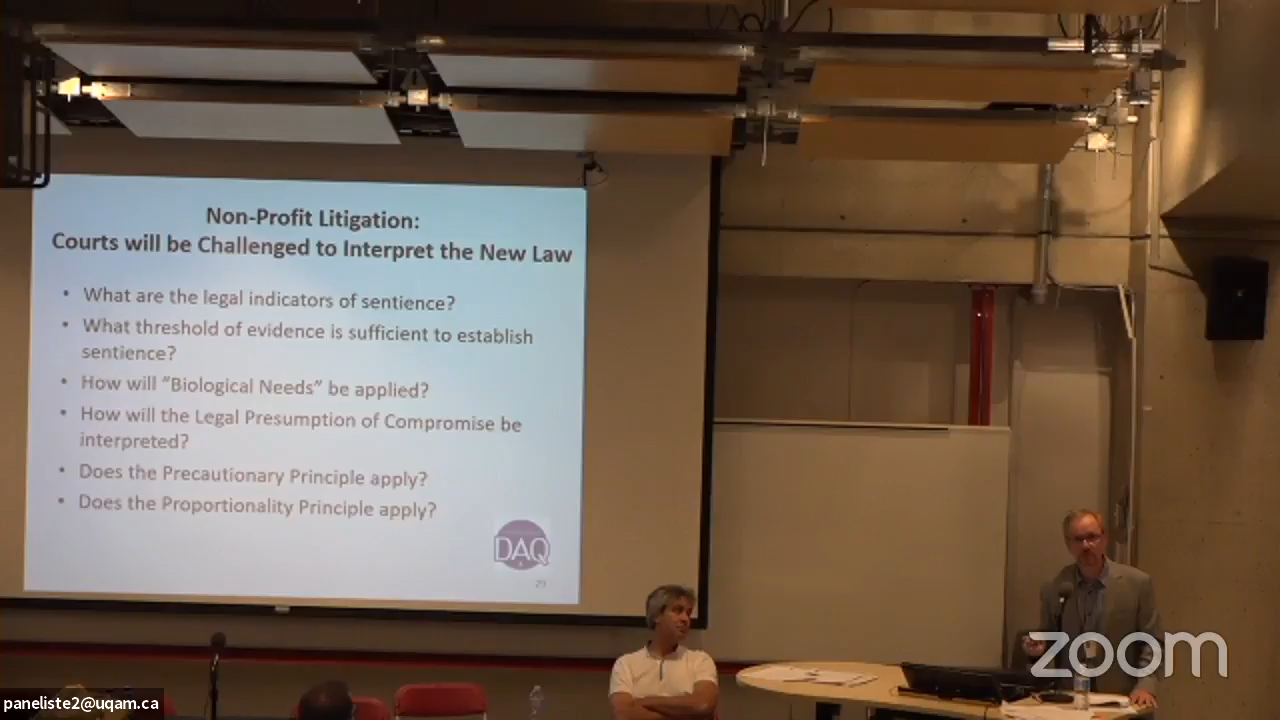 Non-Profit Litigation:
Courts will be Challenged to Interpret the New Law
• What are the legal indicators of sentience?
• What threshold of evidence is sufficient to establish
sentience?
• How will “Biological Needs” be applied?
• How will the Legal Presumption of Compromise be
interpreted?
• Does the Precautionary Principle apply?
• Does the Proportionality Principle apply?
DAQ
29
zoom
paneliste2@uqam.ca